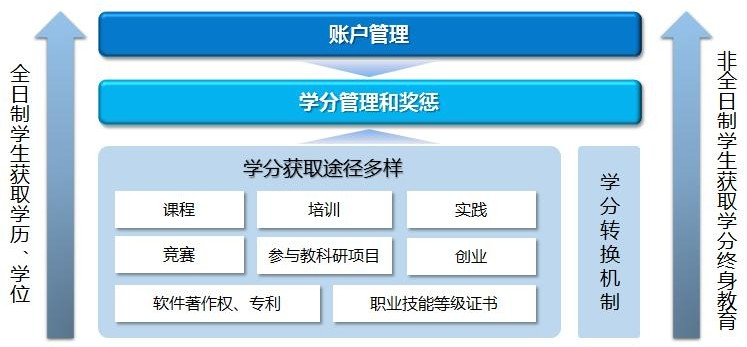 账户管理
学分管理和奖惩
学分获取途径多样
课程
培训
实践
竞赛
参与教科研项目
创业
软件著作权、专利
职业技能等级证书
学分转换机制
全日制学生获取学历、学位
非全日制学生获取学分终身教育